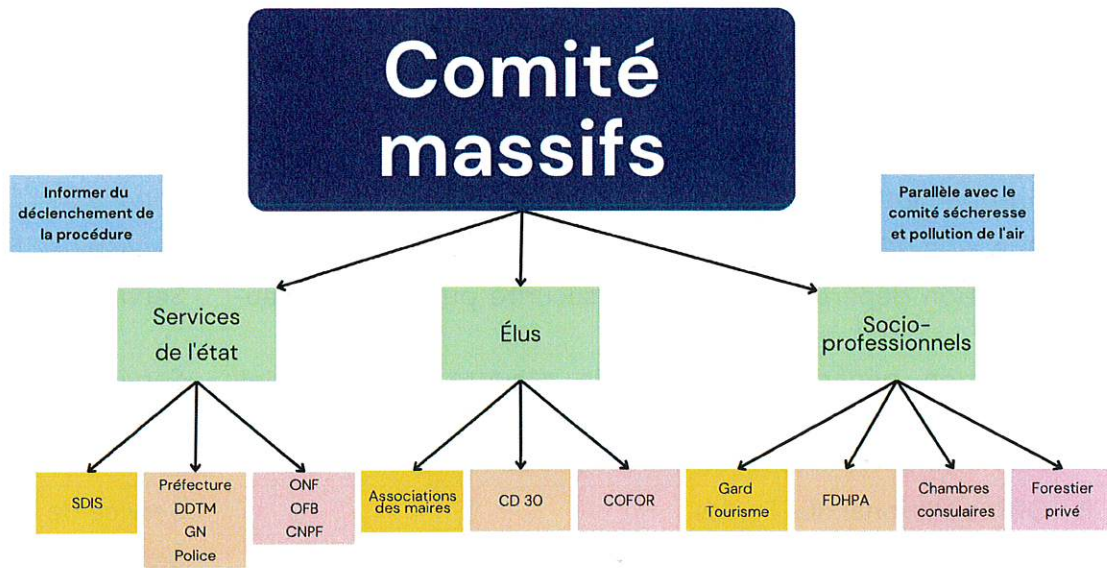 Comité
massifs
Informer du
déclenchement de
la procédure
Parallèle avec le
comité sécheresse
et pollution de l'air
Services
de l'état
Élus
Socio-
professionnels
SDIS
Préfecture
DDTM
GN
Police
ONF
OFB
CNPF
Associations
des maires
CD 30
COFOR
Gard
Tourisme
FDHPA
Chambres
consulaires
Forestier
privé